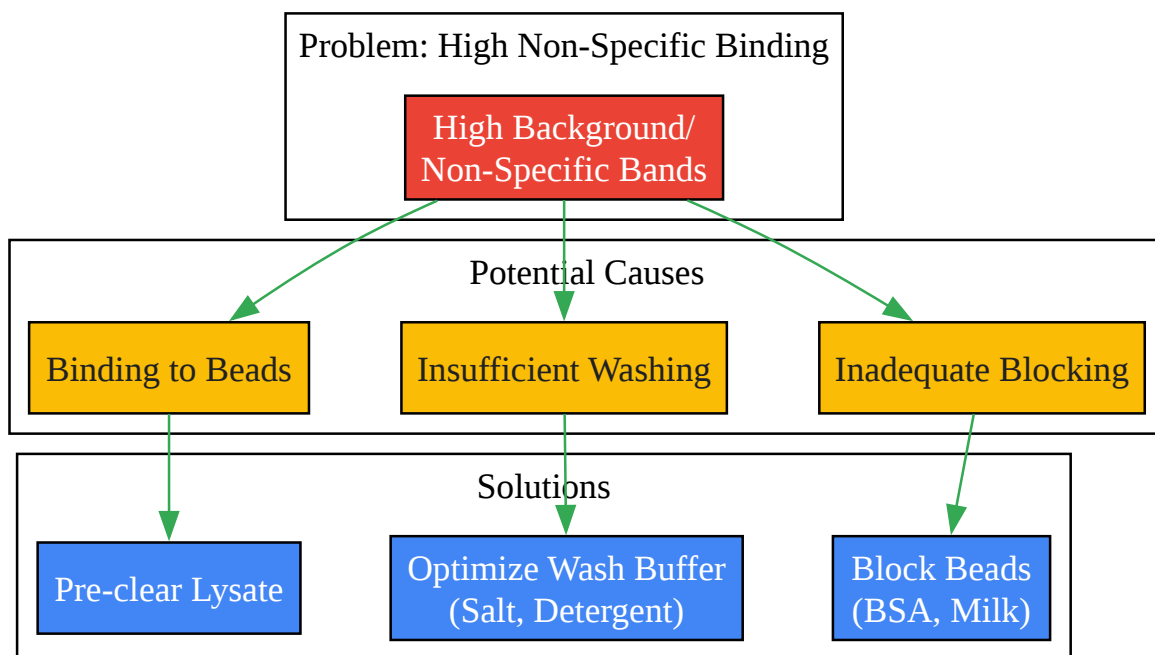 Problem: High Non-Specific Binding
High Background/
Non-Specific Bands
Potential Causes
Binding to Beads
Insufficient Washing
Inadequate Blocking
Solutions
Pre-clear Lysate
Optimize Wash Buffer
(Salt, Detergent)
Block Beads
(BSA, Milk)